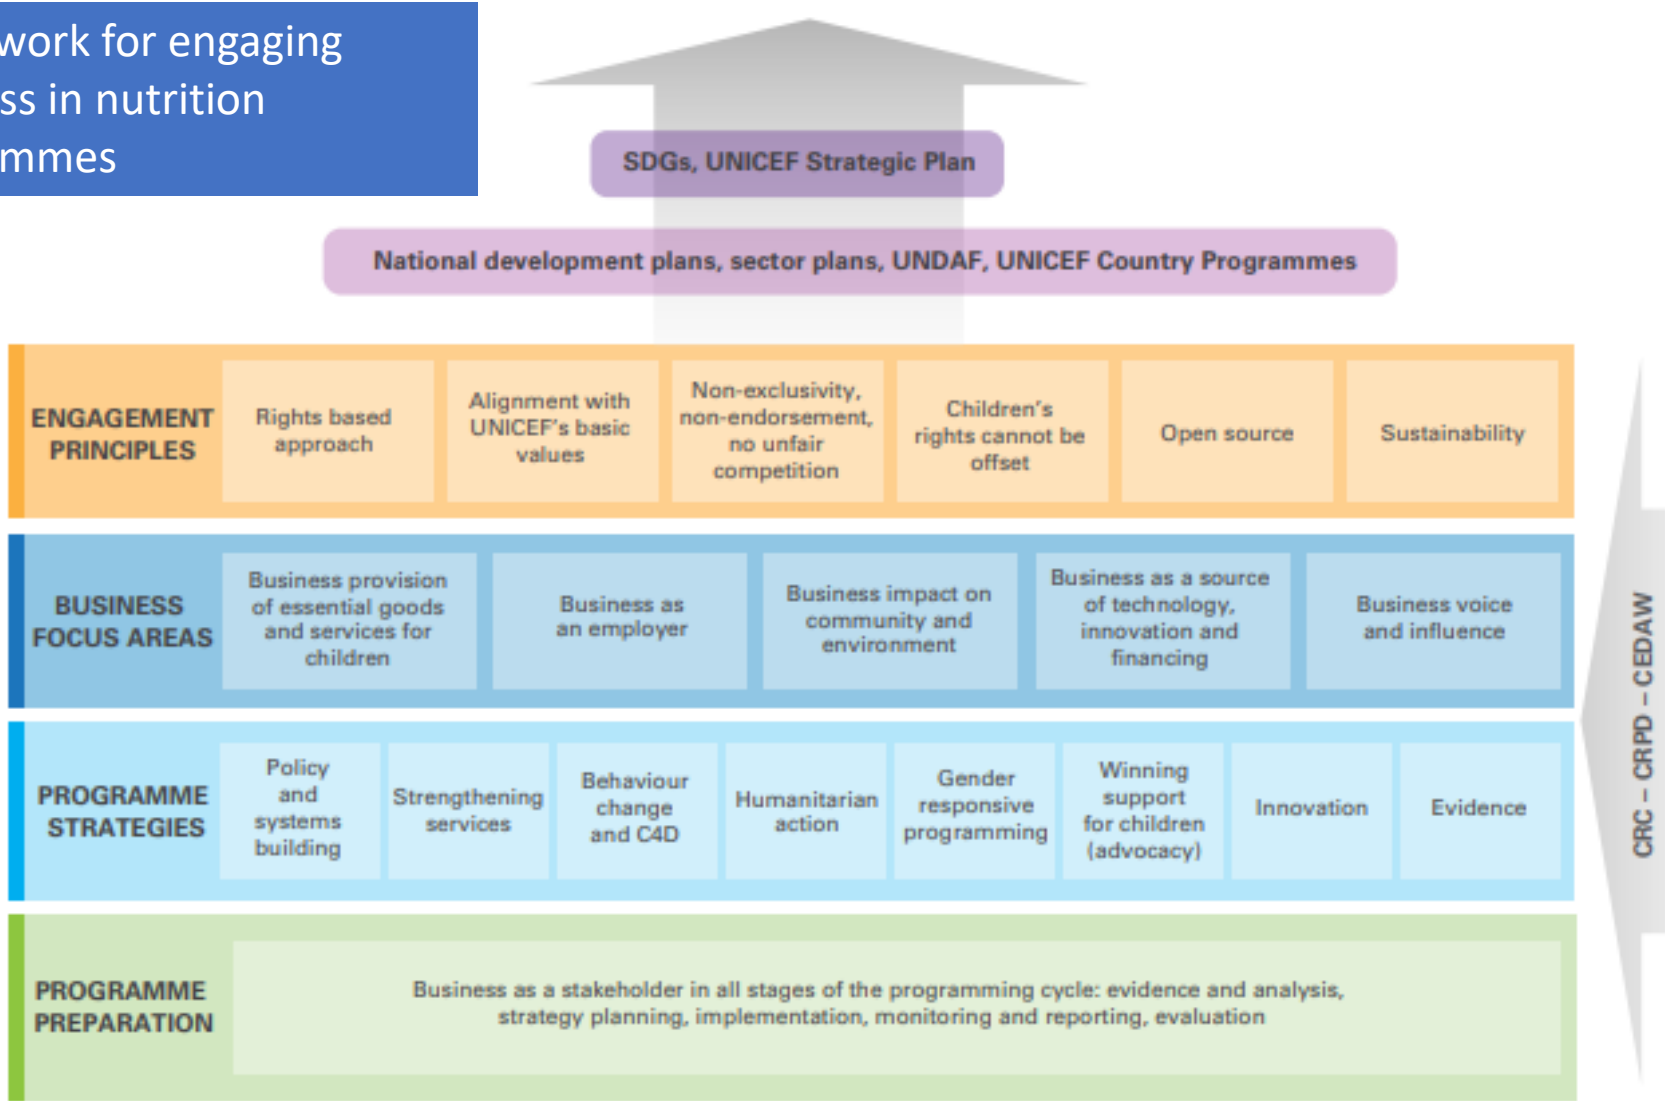 work for engaging
ss in nutrition
mmes
SDGs, UNICEF Strategic Plan
National development plans, sector plans, UNDAF, UNICEF Country Programmes
ENGAGEMENT
PRINCIPLES
Rights based
approach
Alignment with
UNICEF's basic
values
Non-exclusivity,
non-endorsement,
no unfair
competition
Children's
rights cannot be
offset
Open source
Sustainability
BUSINESS
FOCUS AREAS
Business provision
of essential goods
and services for
children
Business as
an employer
Business impact on
community and
environment
Business as a source
of technology,
innovation and
financing
Business voice
and influence
PROGRAMME
STRATEGIES
Policy
and
systems
building
Strengthening
services
Behaviour
change
and C4D
Humanitarian
action
Gender
responsive
programming
Winning
support
for children
(advocacy)
Innovation
Evidence
PROGRAMME
PREPARATION
Business as a stakeholder in all stages of the programming cycle: evidence and analysis,
strategy planning, implementation, monitoring and reporting, evaluation
CRC – CRPD – CEDAW